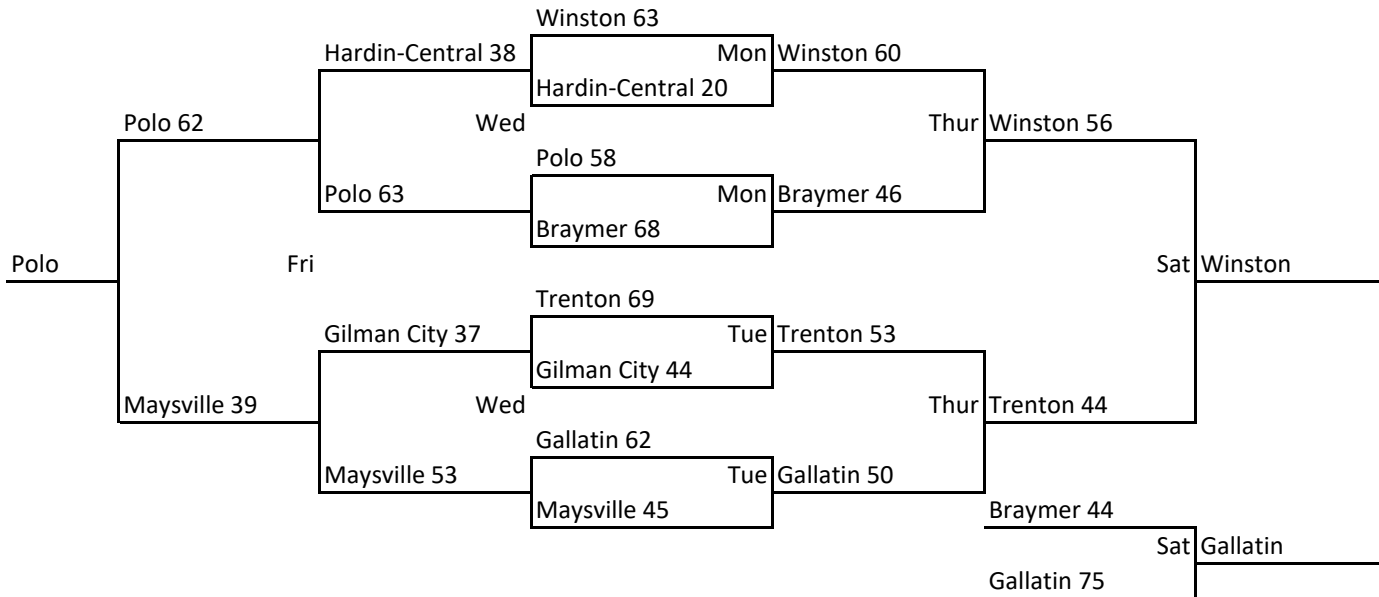 Winston 63
Hardin-Central 38
Mon Winston 60
Hardin-Central 20
Polo 62
Wed
Thur Winston 56
Polo 58
Polo 63
Mon Braymer 46
Braymer 68
Polo
Fri
Sat Winston
Trenton 69
Gilman City 37
Tue Trenton 53
Gilman City 44
Maysville 39
Wed
Thur Trenton 44
Gallatin 62
Maysville 53
Tue Gallatin 50
Maysville 45
Braymer 44
Sat Gallatin
Gallatin 75